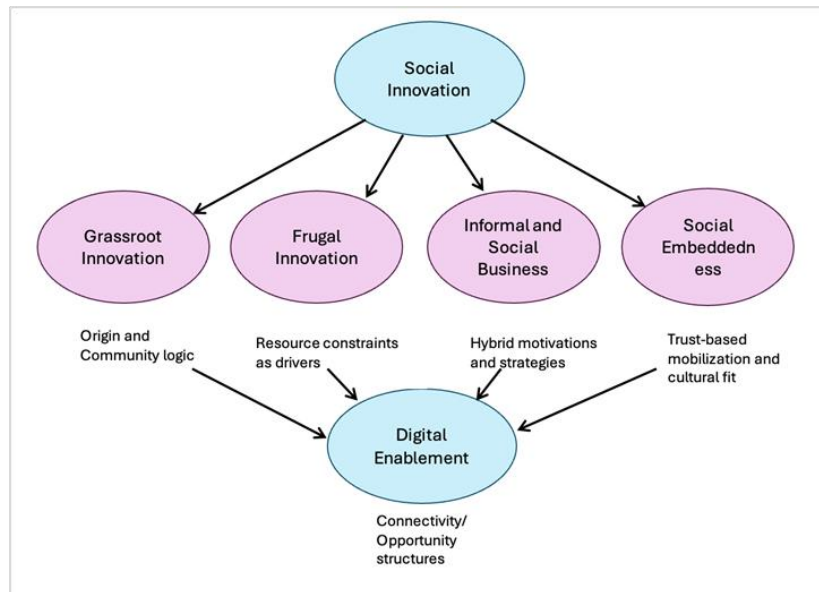 Social
Innovation
Grassroot
Innovation
Frugal
Innovation
Informal and
Social
Business
Social
Embeddedn
ess
Origin and
Community logic
Resource constraints
as drivers
Hybrid motivations
and strategies
Trust-based
mobilization and
cultural fit
Digital
Enablement
Connectivity/
Opportunity
structures